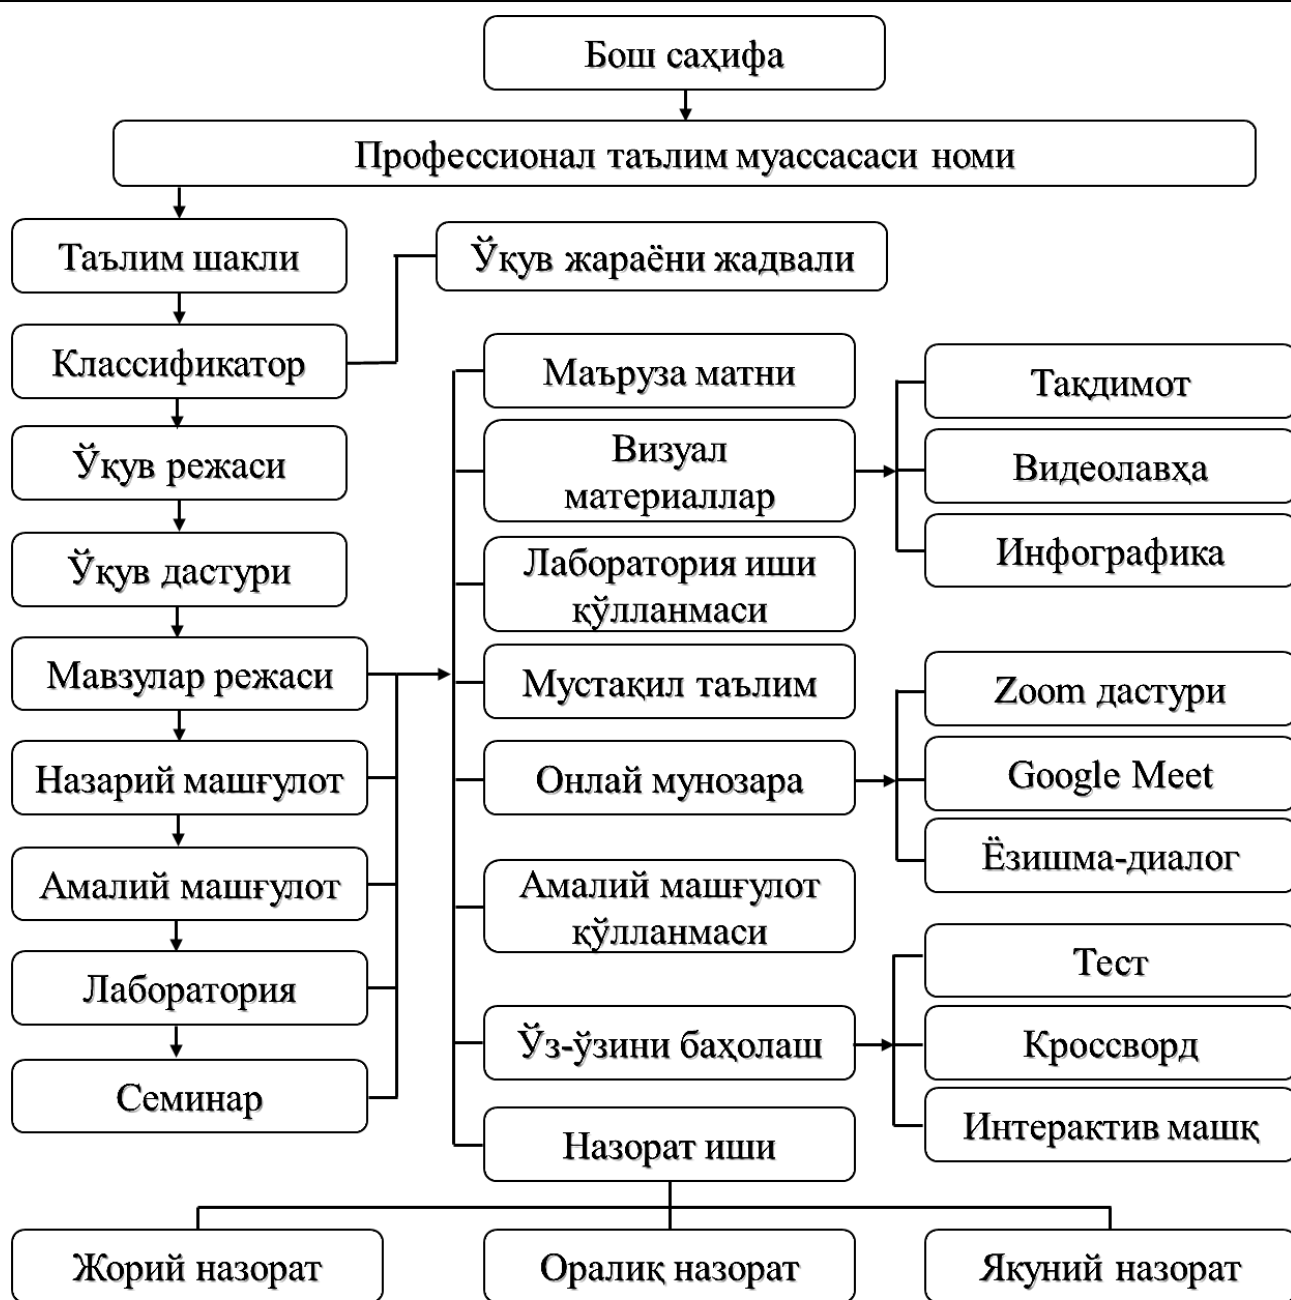 Бош саҳифа
Профессионал таълим муассасаси номи
Таълим шакли
Ўқув жараёни жадвали
Классификатор
Ўқув режаси
Ўқув дастури
Мавзулар режаси
Назарий машғулот
Амалий машғулот
Лаборатория
Семинар
Маъруза матни
Визуал
материаллар
Лаборатория иши
қўлланмаси
Мустақил таълим
Онлай мунозара
Амалий машғулот
қўлланмаси
Ўз-ўзини баҳолаш
Назорат иши
Тақдимот
Видеолавҳа
Инфографика
Zoom дастури
Google Meet
Ёзишма-диалог
Тест
Кроссворд
Интерактив машқ
Жорий назорат
Оралиқ назорат
Якуний назорат